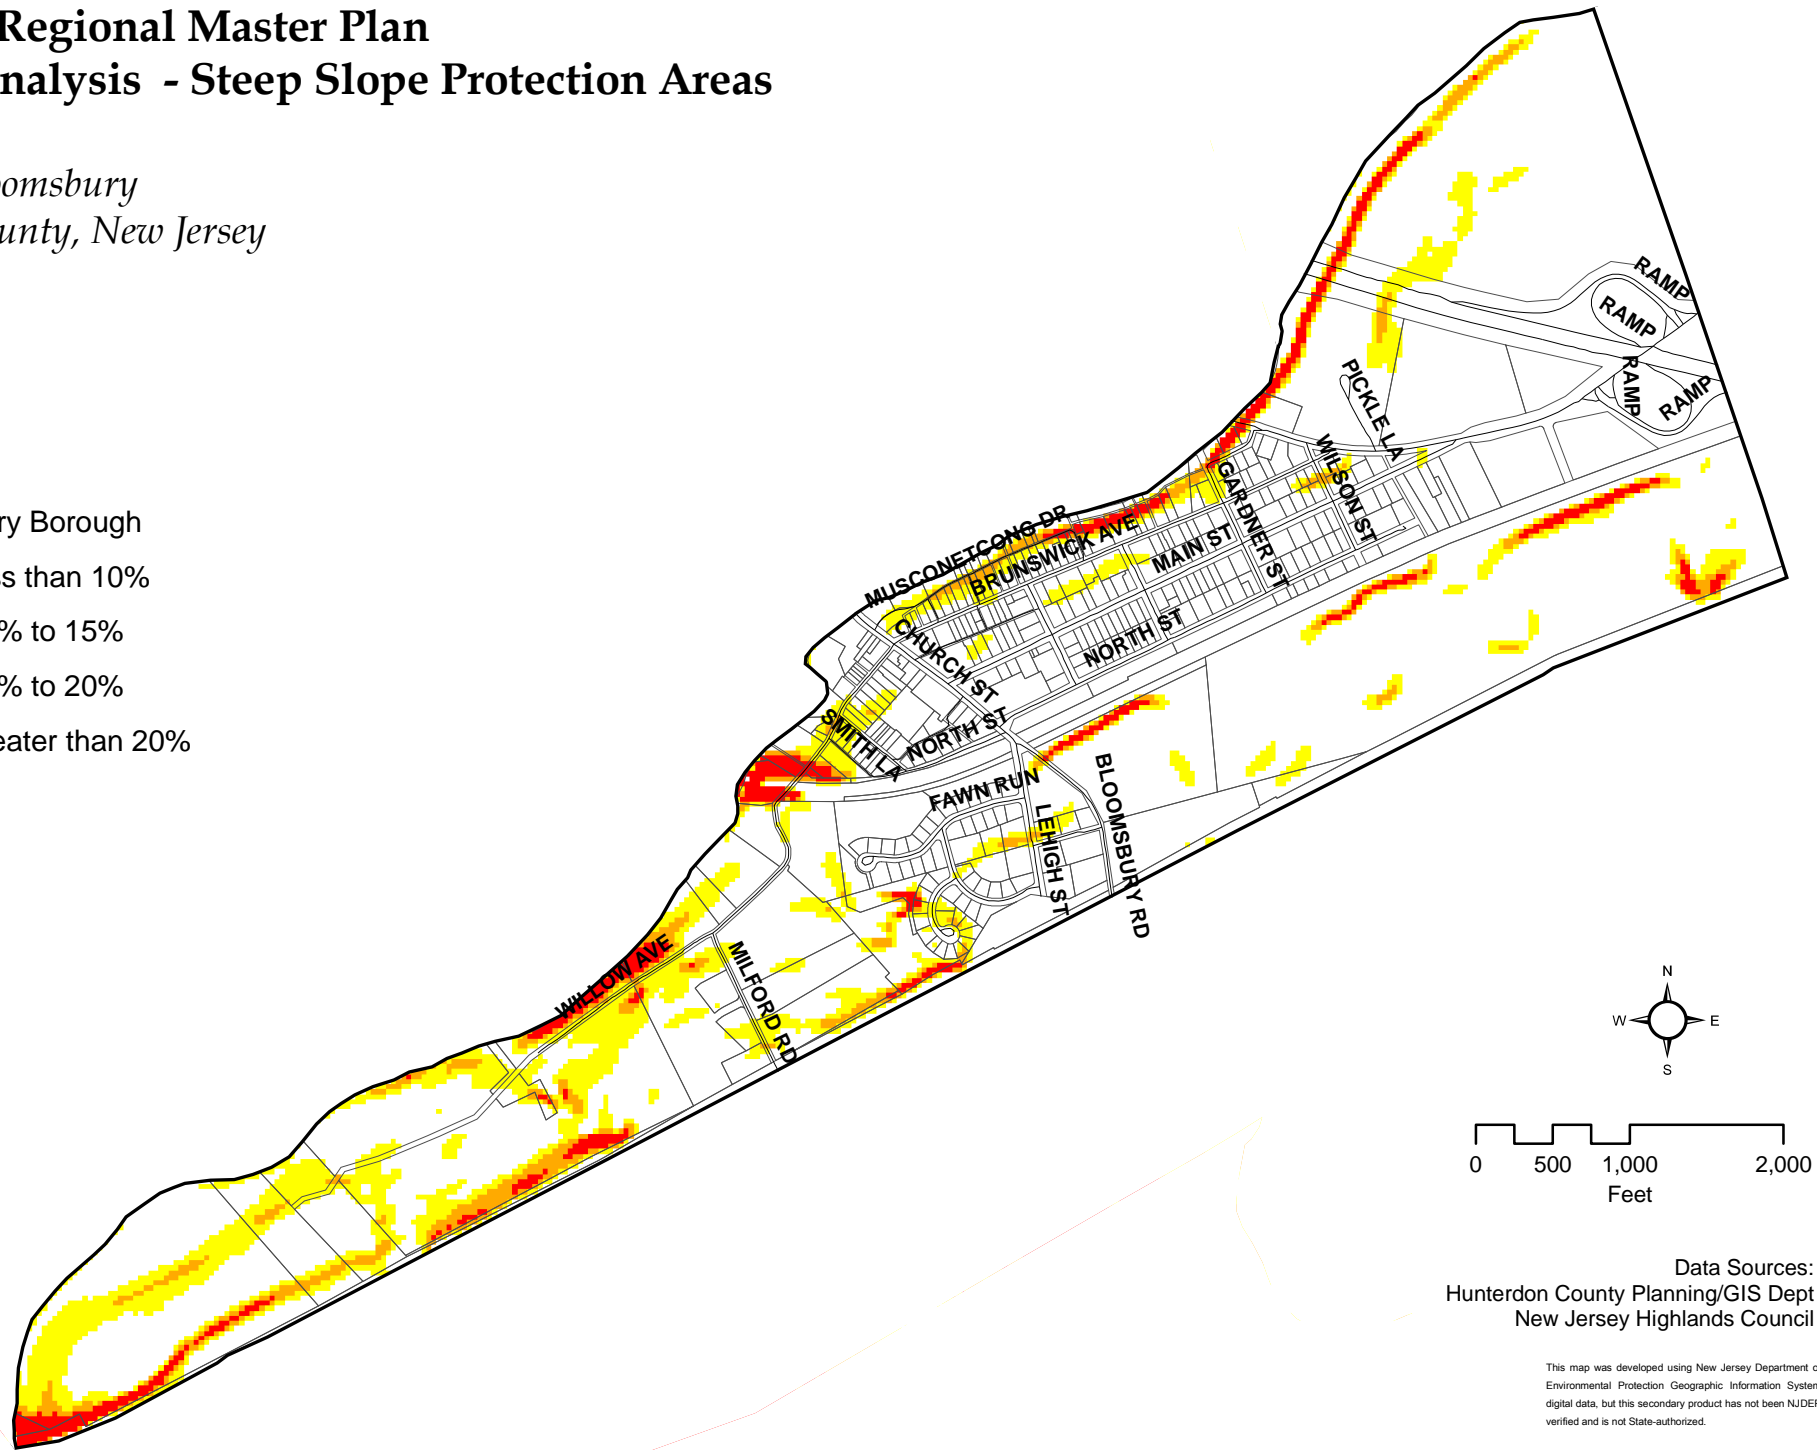 Regional Master Plan
nalysis - Steep Slope Protection Areas
oomsbury
unty, New Jersey
ry Borough
ss than 10%
% to 15%
% to 20%
eater than 20%
RAMP
RAMP
RAMP
RAMP
PICKLE LA
WILSON ST
GARDNER ST
MUSCONETCONG DR
BRUNSWICK AVE
MAIN ST
NORTH ST
CHURCH ST
SMITH LA
NORTH ST
FAWN RUN
LEHIGH ST
BLOOMSBURY RD
WILLOW AVE
MILFORD RD
N
W E
S
0 500 1,000 2,000
Feet
Data Sources:
Hunterdon County Planning/GIS Dept
New Jersey Highlands Council
This map was developed using New Jersey Department o
Environmental Protection Geographic Information System
digital data, but this secondary product has not been NJDEP
verified and is not State-authorized.